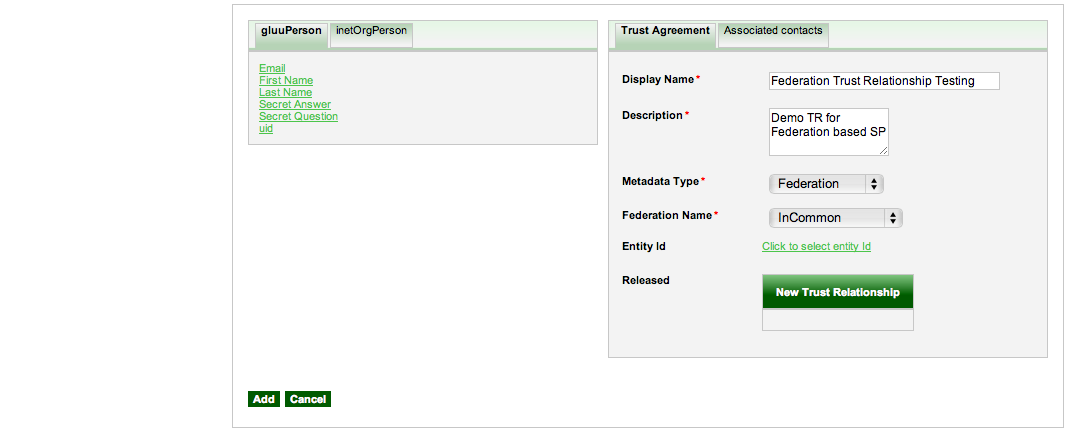 gluuPerson inetOrgPerson
Email
First Name
Last Name
Secret Answer
Secret Question
uid
Trust Agreement Associated contacts
Display Name* Federation Trust Relationship Testing
Description* Demo TR for
Federation based SP
Metadata Type* Federation
Federation Name* InCommon
Entity Id Click to select entity Id
Released New Trust Relationship
Add Cancel